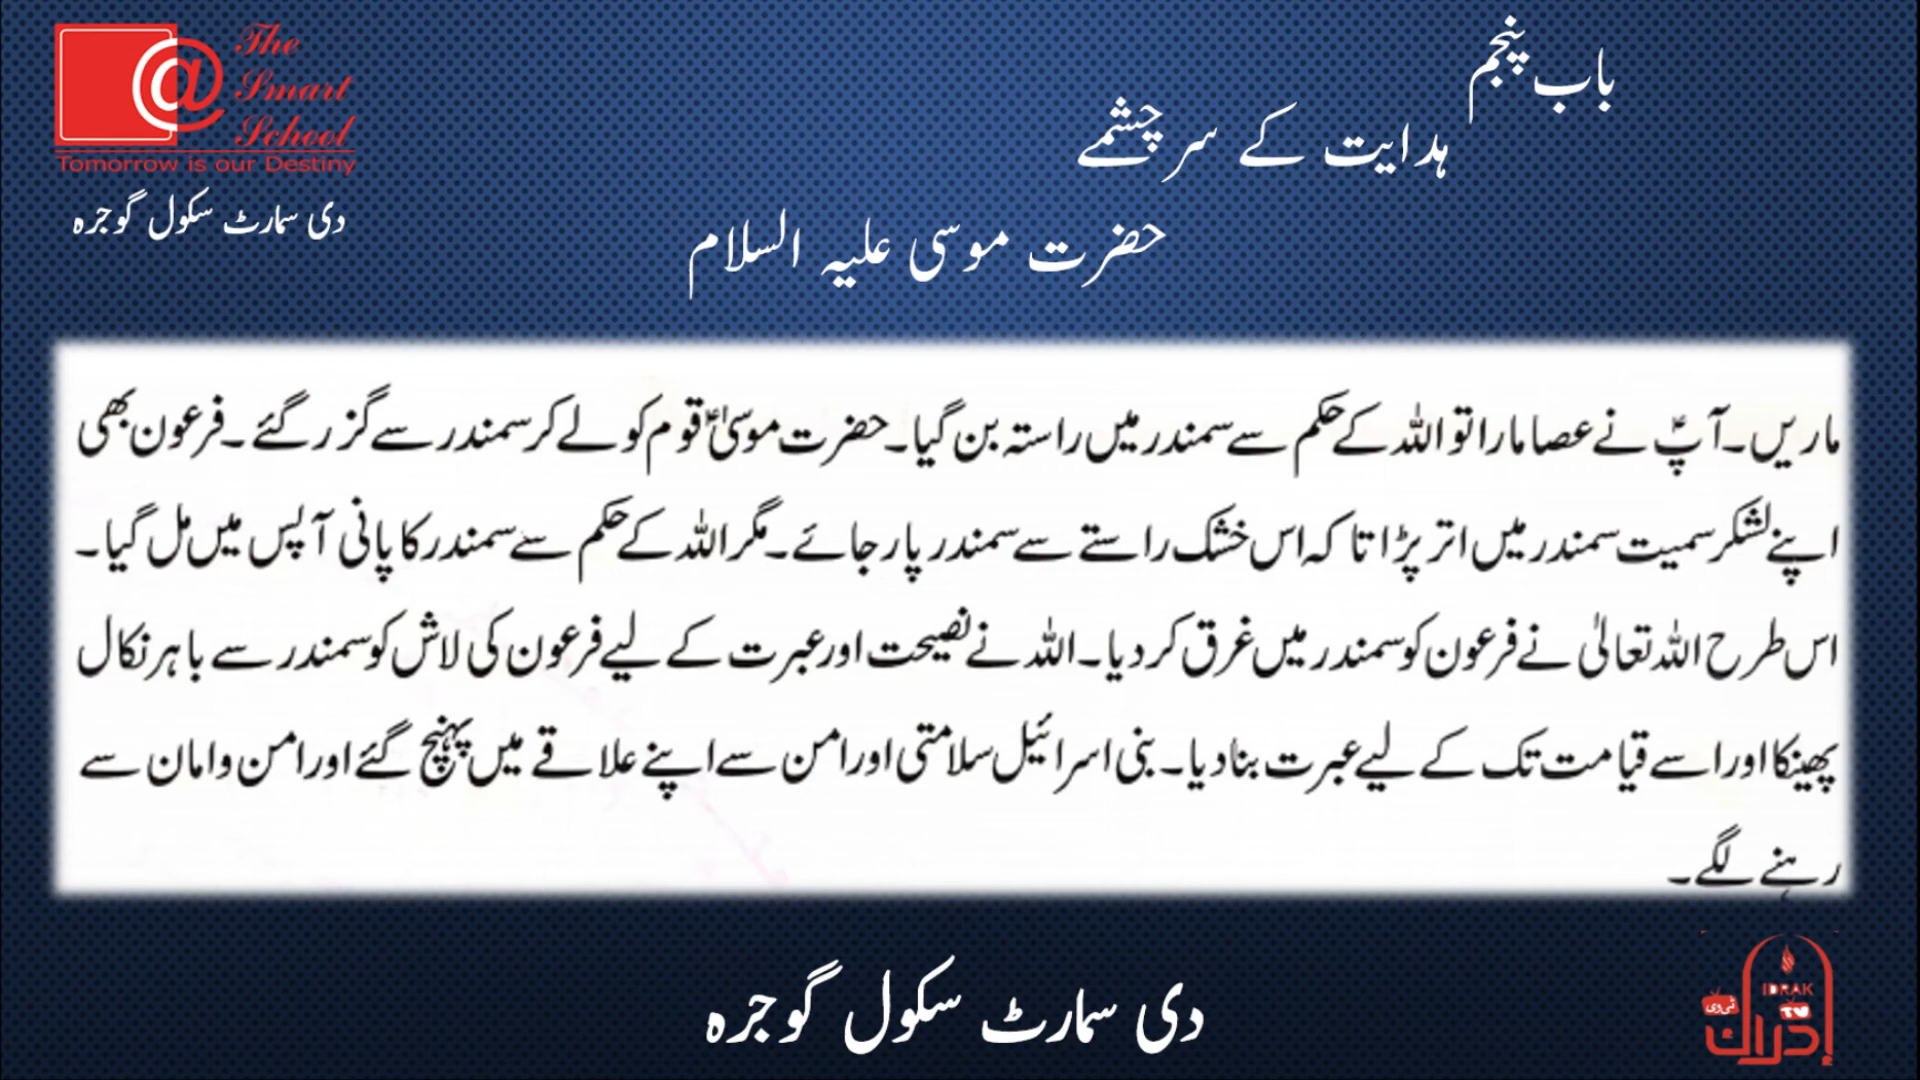 The
Smart
School
Tomorrow is our Destiny
دی سمارٹ سکول گوجرہ
باب پنجم
ہدایت کے سرچشمے
حضرت موسی علیہ السلام
ماریں۔ آپؑ نے عصا مارا تو اللہ کے حکم سے سمندر میں راستہ بن گیا۔ حضرت موسیٰؑ قوم کو لے کر سمندر سے گزر گئے۔ فرعون بھی
اپنے لشکر سمیت سمندر میں اتر پڑا تا کہ اس خشک راستے سے سمندر پار جائے۔ مگر اللہ کے حکم سے سمندر کا پانی آپس میں مل گیا۔
اس طرح اللہ تعالیٰ نے فرعون کو سمندر میں غرق کر دیا۔ اللہ نے نصیحت اور عبرت کے لیے فرعون کی لاش کو سمندر سے باہر نکال
پھینکا اور اسے قیامت تک کے لیے عبرت بنا دیا۔ بنی اسرائیل سلامتی اور امن سے اپنے علاقے میں پہنچ گئے اور امن و امان سے
رہنے لگے۔
دی سمارٹ سکول گوجرہ
IDRAK
TV
ٹی وی
إدراك